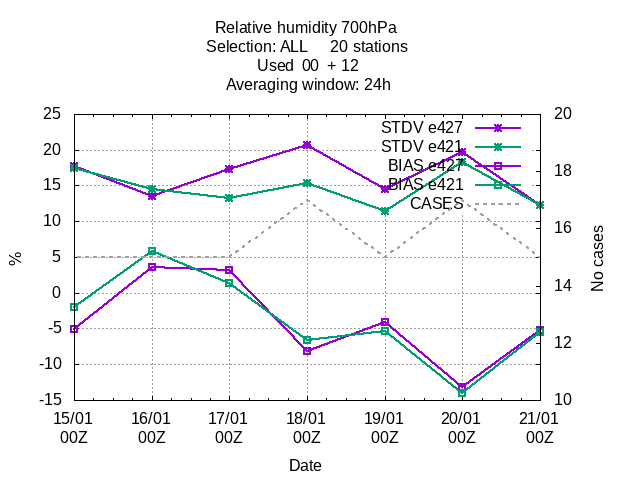 Relative humidity 700hPa
Selection: ALL     20 stations
Used  00  + 12
Averaging window: 24h
25
20
15
10
5
0
-5
-10
-15
%
STDV e427
STDV e421
BIAS e427
BIAS e421
CASES
20
18
16
14
12
10
No cases
15/01 16/01 17/01 18/01 19/01 20/01 21/01
00Z 00Z 00Z 00Z 00Z 00Z 00Z
Date